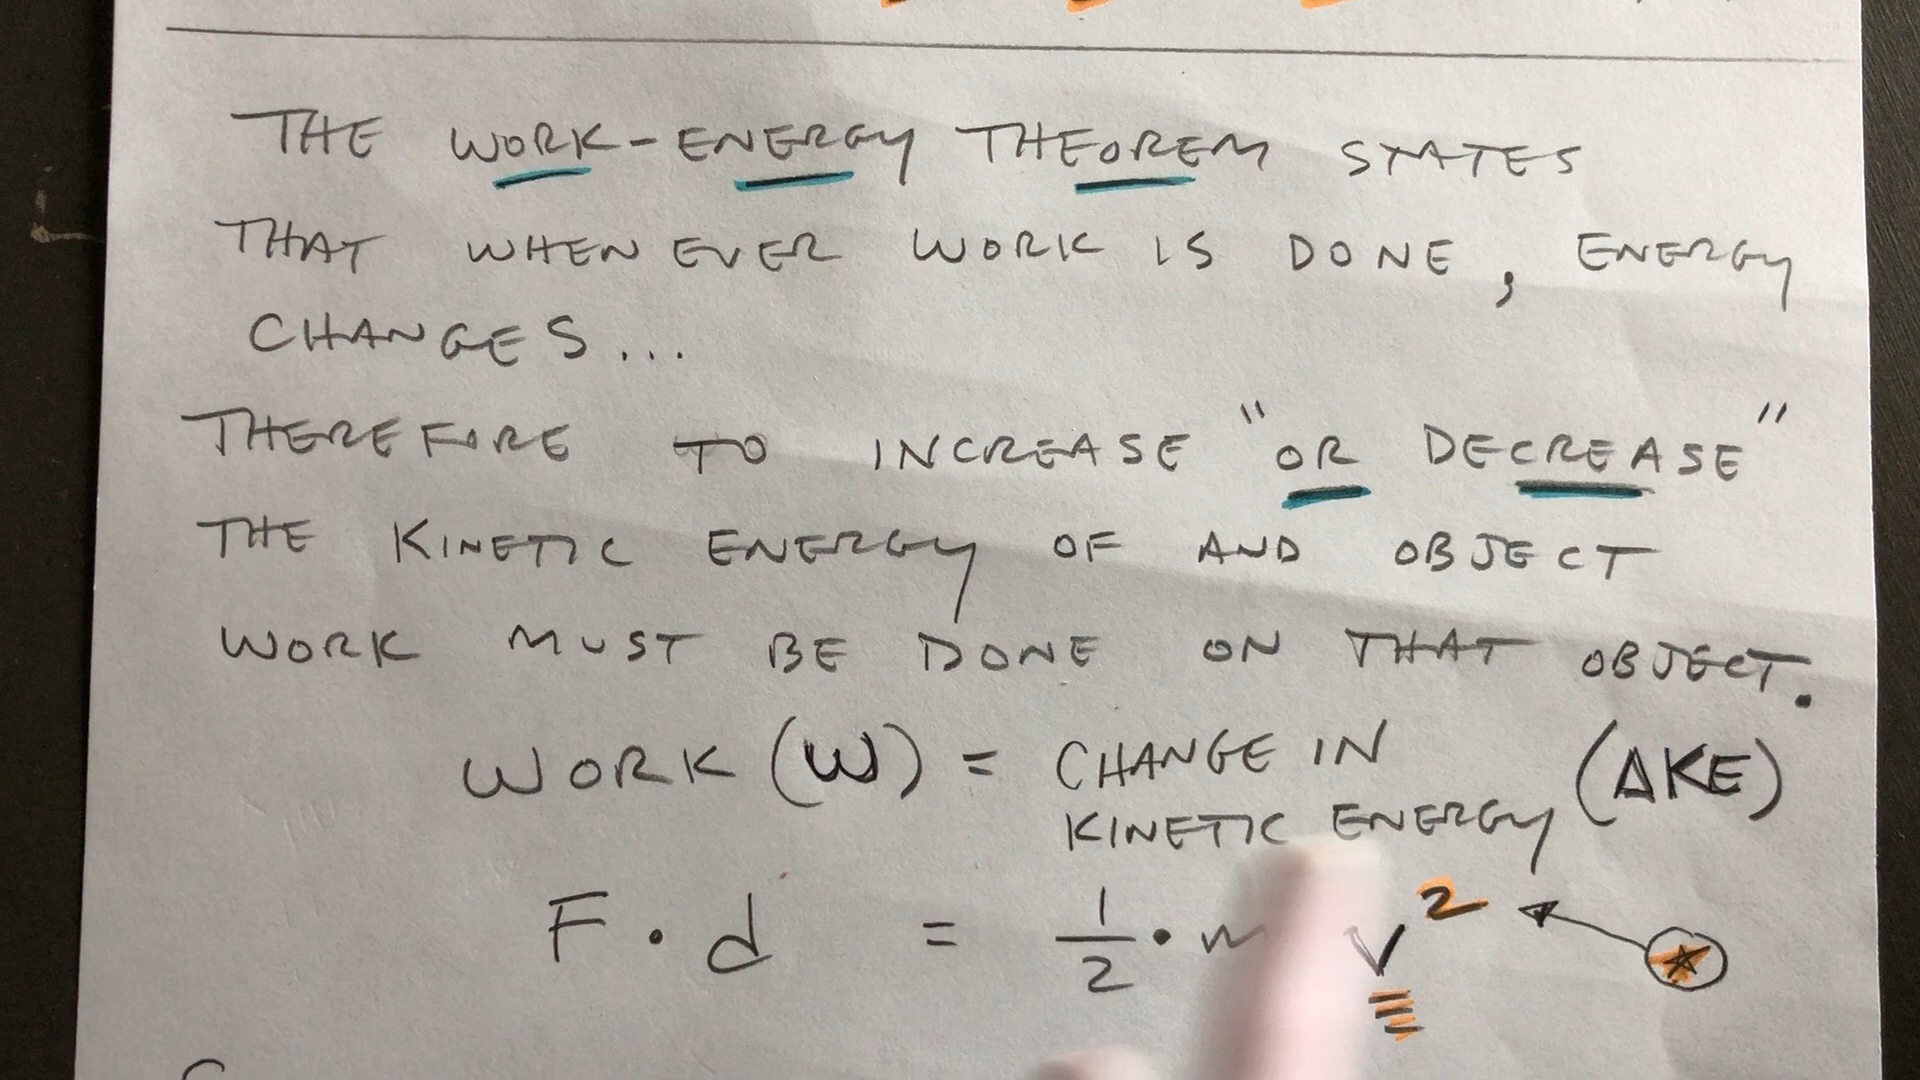 THE WORK-ENERGY THEOREM STATES
THAT WHENEVER WORK IS DONE, ENERGY
CHANGES...
THEREFORE TO INCREASE "OR DECREASE"
THE KINETIC ENERGY OF AND OBJECT
WORK MUST BE DONE ON THAT OBJECT.
WORK (W) = CHANGE IN KINETIC ENERGY (ΔKE)
F • d = 1/2 • m v²